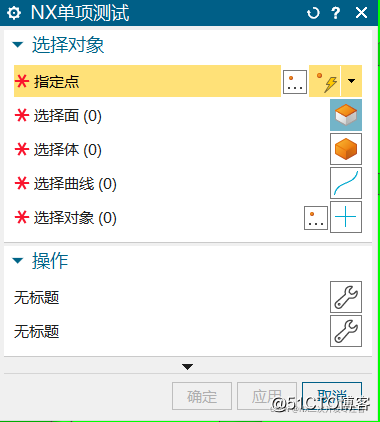 NX单项测试
选择对象
* 指定点
* 选择面 (0)
* 选择体 (0)
* 选择曲线 (0)
* 选择对象 (0)
操作
无标题
无标题
确定 应用 取消
@51CTO博客